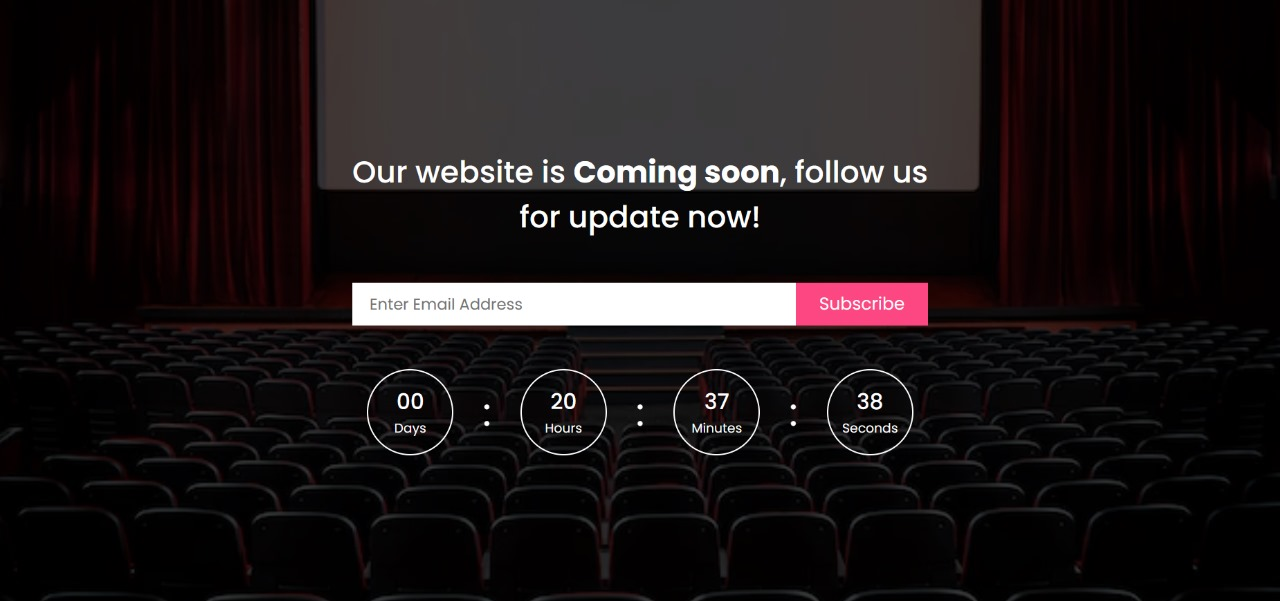 Our website is Coming soon, follow us
for update now!
Enter Email Address Subscribe
00 : 20 : 37 : 38
Days Hours Minutes Seconds